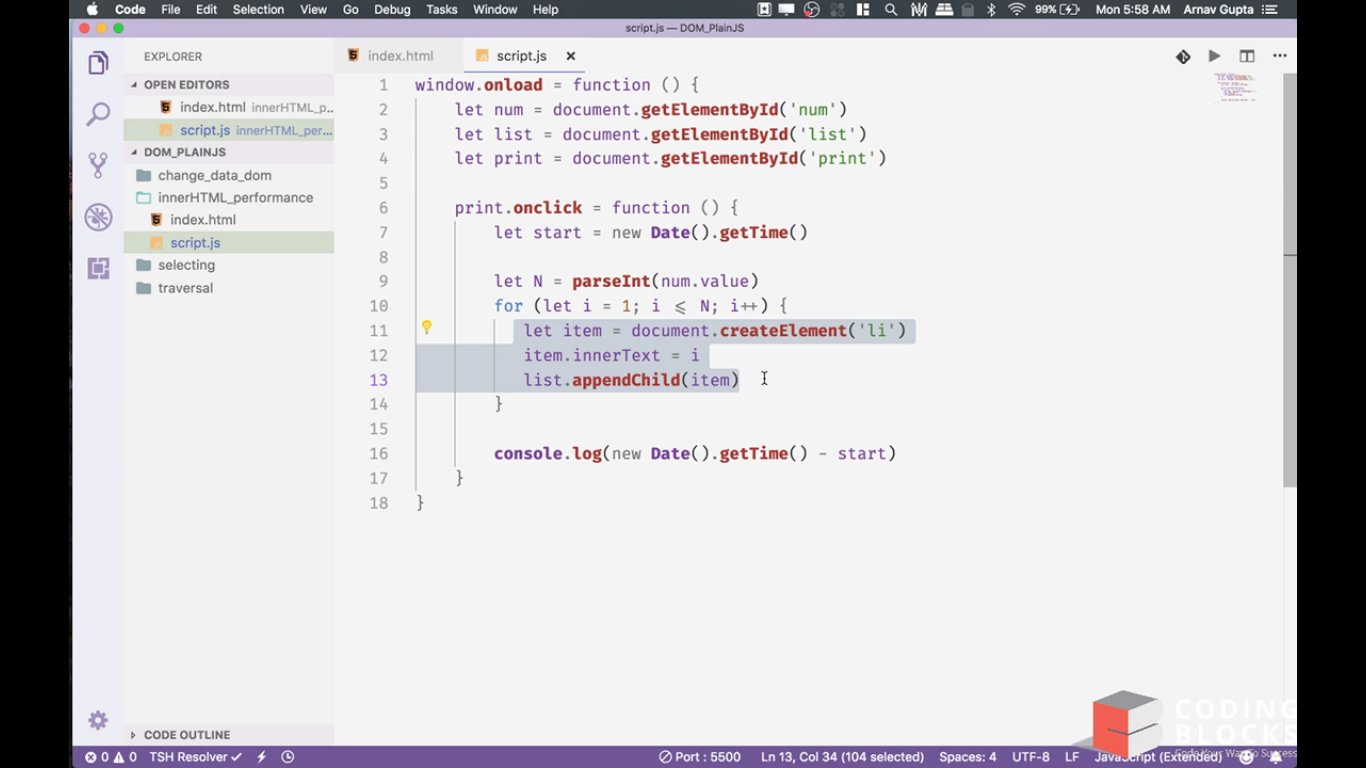 Code File Edit Selection View Go Debug Tasks Window Help 99% Mon 5:58 AM Arnav Gupta
script.js — DOM_PlainJS
EXPLORER
OPEN EDITORS
index.html innerHTML_p...
script.js innerHTML_per...
DOM_PLAINJS
change_data_dom
innerHTML_performance
index.html
script.js
selecting
traversal
CODE OUTLINE
index.html script.js
1 window.onload = function () {
2 let num = document.getElementById('num')
3 let list = document.getElementById('list')
4 let print = document.getElementById('print')
5
6 print.onclick = function () {
7 let start = new Date().getTime()
8
9 let N = parseInt(num.value)
10 for (let i = 1; i ⩽ N; i++) {
11 let item = document.createElement('li')
12 item.innerText = i
13 list.appendChild(item)
14 }
15
16 console.log(new Date().getTime() - start)
17 }
18 }
CODING
BLOCKS
Code Your Way To Success
0 0 TSH Resolver Port : 5500 Ln 13, Col 34 (104 selected) Spaces: 4 UTF-8 LF JavaScript (Extended)